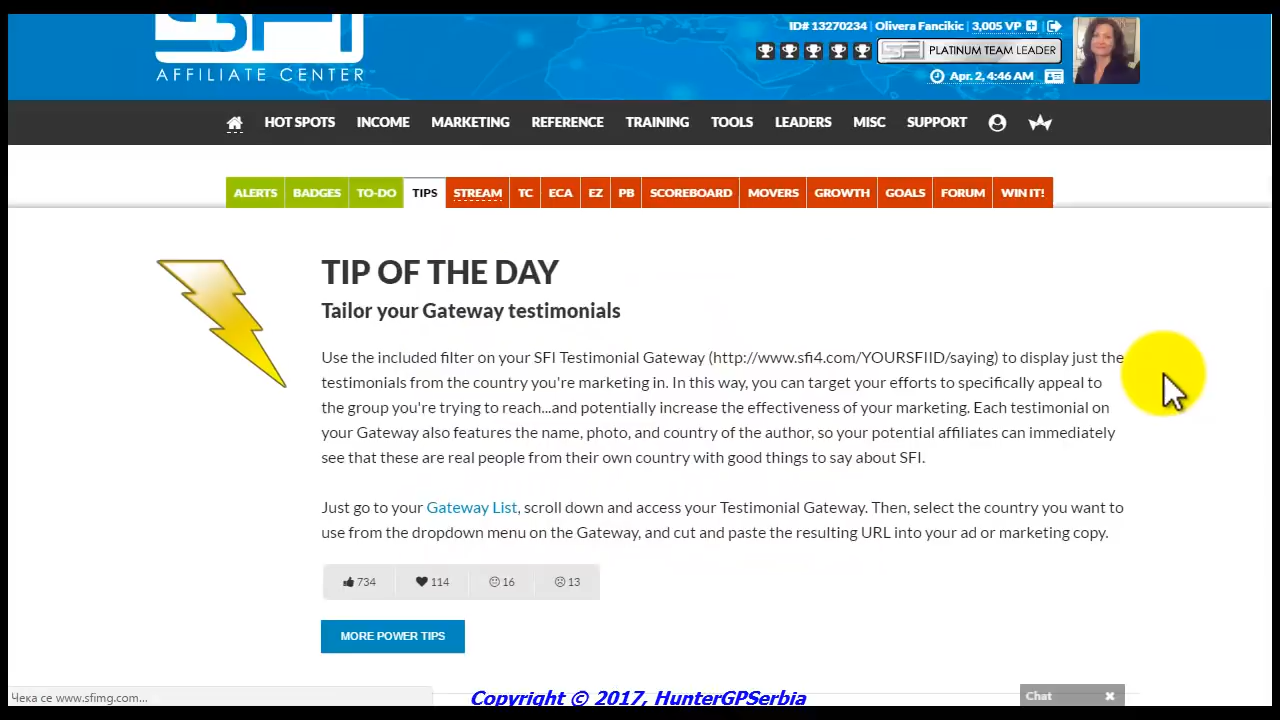 SFI
AFFILIATE CENTER
ID# 13270234 | Olivera Fancikic | 3,005 VP
SFI PLATINUM TEAM LEADER
Apr. 2, 4:46 AM
HOT SPOTS INCOME MARKETING REFERENCE TRAINING TOOLS LEADERS MISC SUPPORT
ALERTS BADGES TO-DO TIPS STREAM TC ECA EZ PB SCOREBOARD MOVERS GROWTH GOALS FORUM WIN IT!
TIP OF THE DAY
Tailor your Gateway testimonials
Use the included filter on your SFI Testimonial Gateway (http://www.sfi4.com/YOURSFIID/saying) to display just the
testimonials from the country you're marketing in. In this way, you can target your efforts to specifically appeal to
the group you're trying to reach...and potentially increase the effectiveness of your marketing. Each testimonial on
your Gateway also features the name, photo, and country of the author, so your potential affiliates can immediately
see that these are real people from their own country with good things to say about SFI.
Just go to your Gateway List, scroll down and access your Testimonial Gateway. Then, select the country you want to
use from the dropdown menu on the Gateway, and cut and paste the resulting URL into your ad or marketing copy.
734 114 16 13
MORE POWER TIPS
Чека се www.sfimg.com...
Copyright © 2017, HunterGPSerbia
Chat